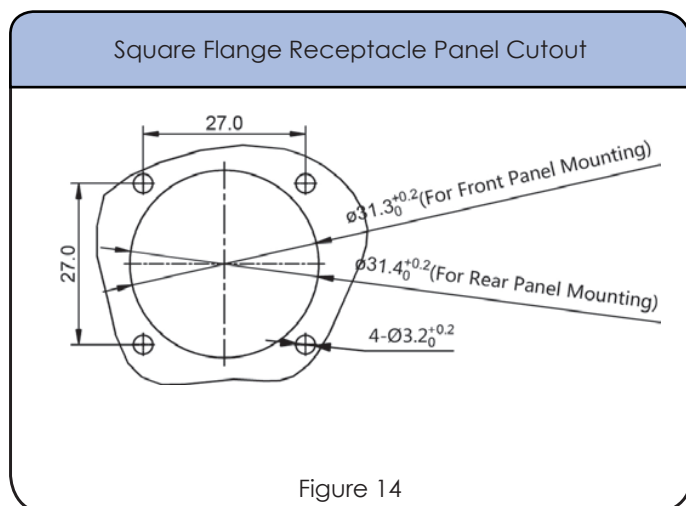 Square Flange Receptacle Panel Cutout
27.0
ø31.3 +0.2 0 (For Front Panel Mounting)
27.0
ø31.4 +0.2 0 (For Rear Panel Mounting)
4-Ø3.2 +0.2 0
Figure 14